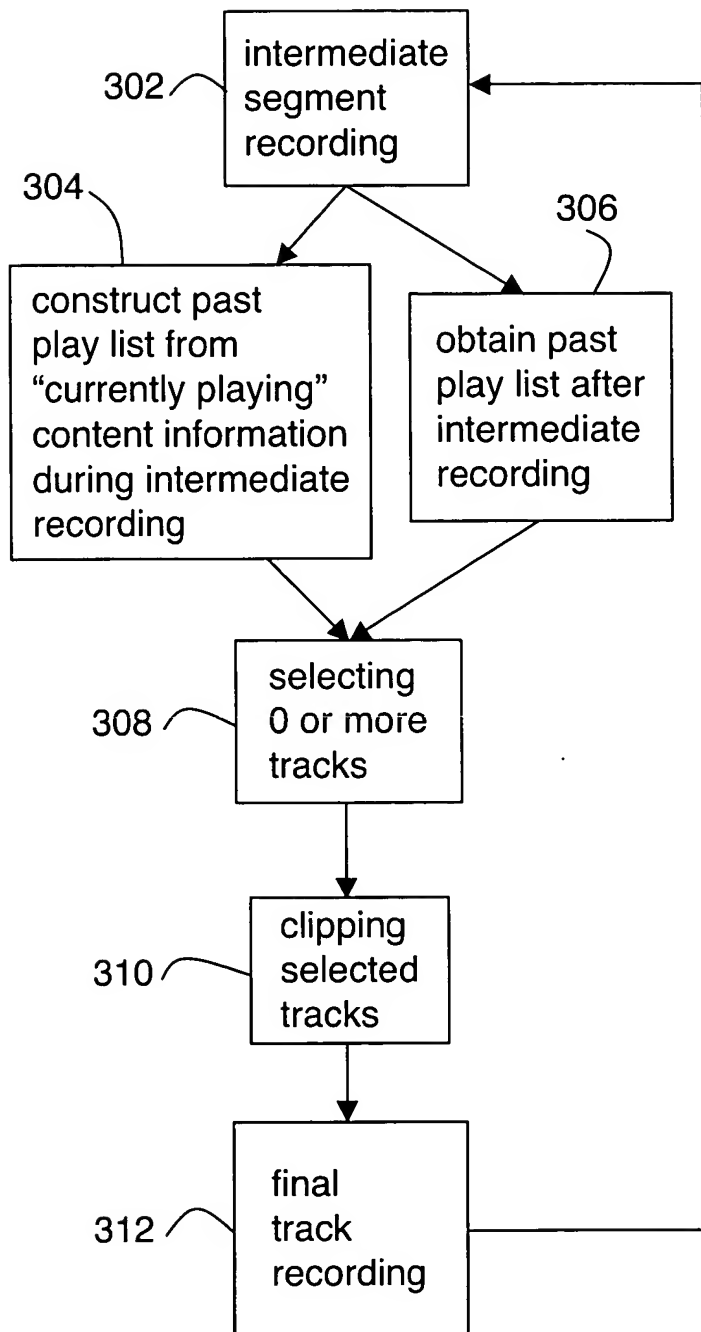 302
intermediate
segment
recording
304
construct past
play list from
“currently playing”
content information
during intermediate
recording
306
obtain past
play list after
intermediate
recording
308
selecting
0 or more
tracks
310
clipping
selected
tracks
312
final
track
recording